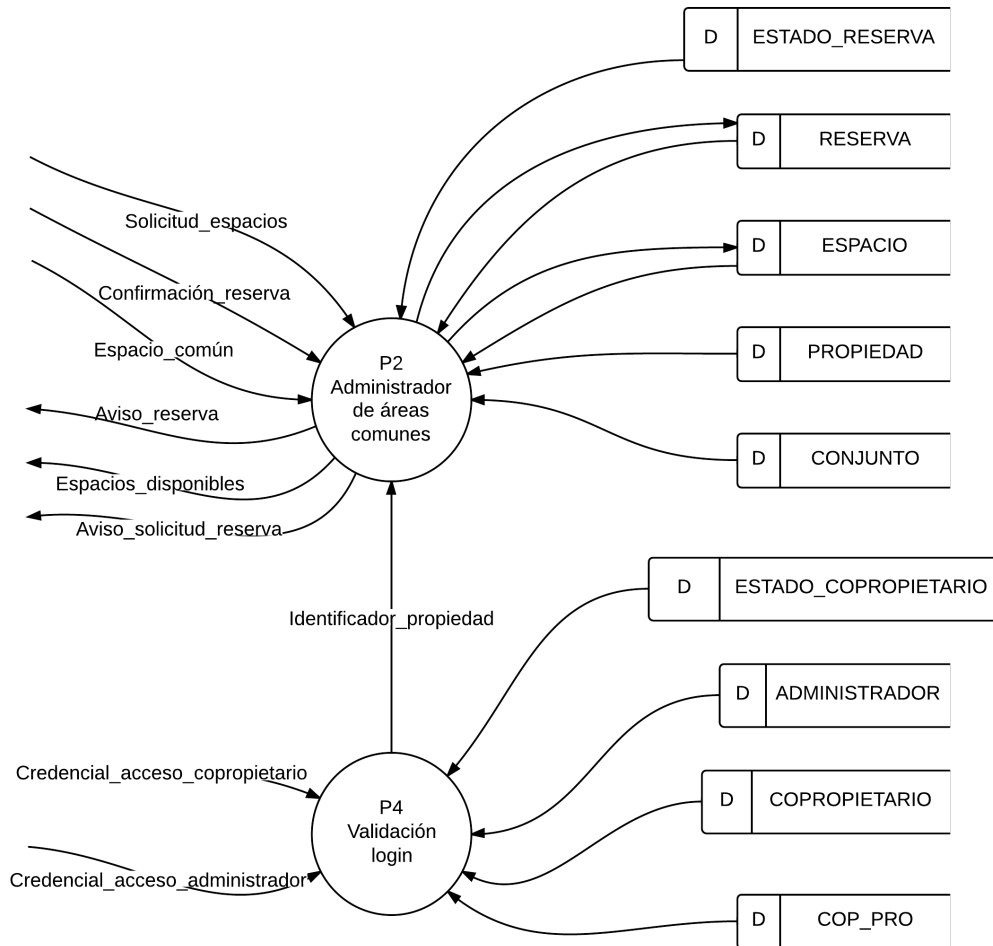 D ESTADO_RESERVA
D RESERVA
Solicitud_espacios
D ESPACIO
Confirmación_reserva
Espacio_común
D PROPIEDAD
P2
Administrador
de áreas
comunes
Aviso_reserva
D CONJUNTO
Espacios_disponibles
Aviso_solicitud_reserva
D ESTADO_COPROPIETARIO
Identificador_propiedad
D ADMINISTRADOR
Credencial_acceso_copropietario
D COPROPIETARIO
P4
Validación
login
Credencial_acceso_administrador
D COP_PRO